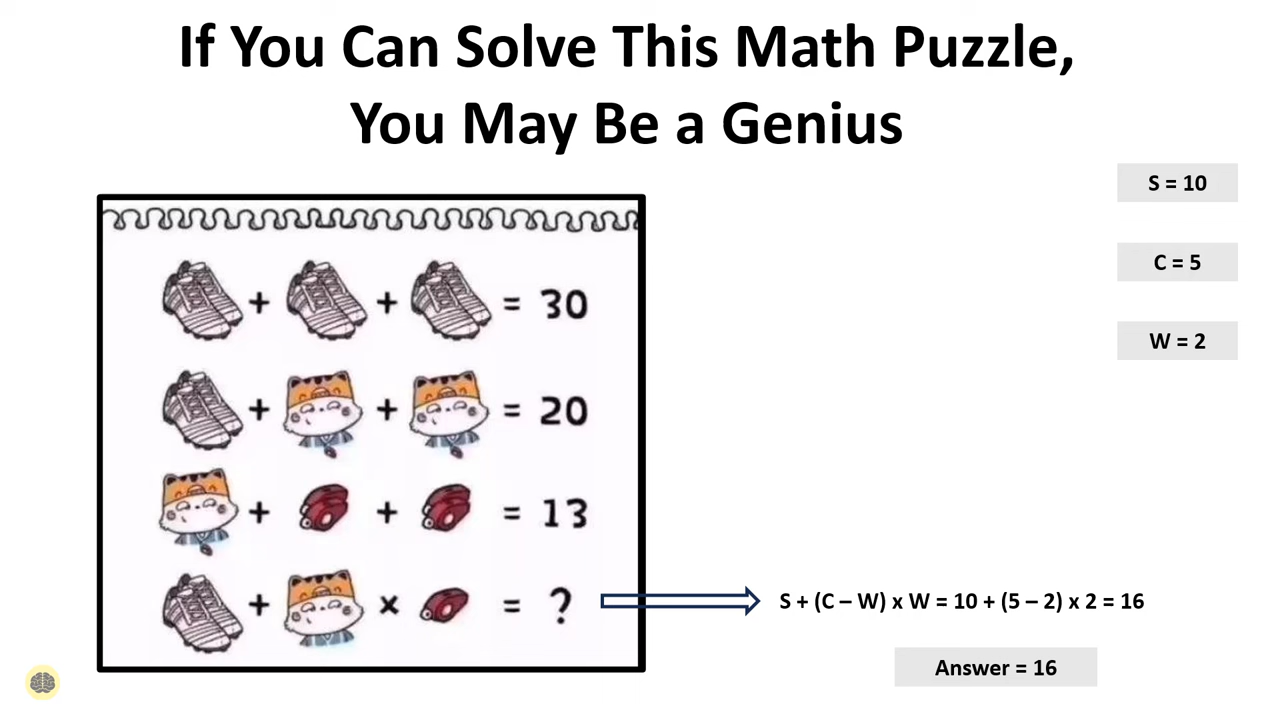 If You Can Solve This Math Puzzle,
You May Be a Genius
S = 10
C = 5
W = 2
+ + = 30
+ + = 20
+ + = 13
+ × = ?
S + (C – W) x W = 10 + (5 – 2) x 2 = 16
Answer = 16